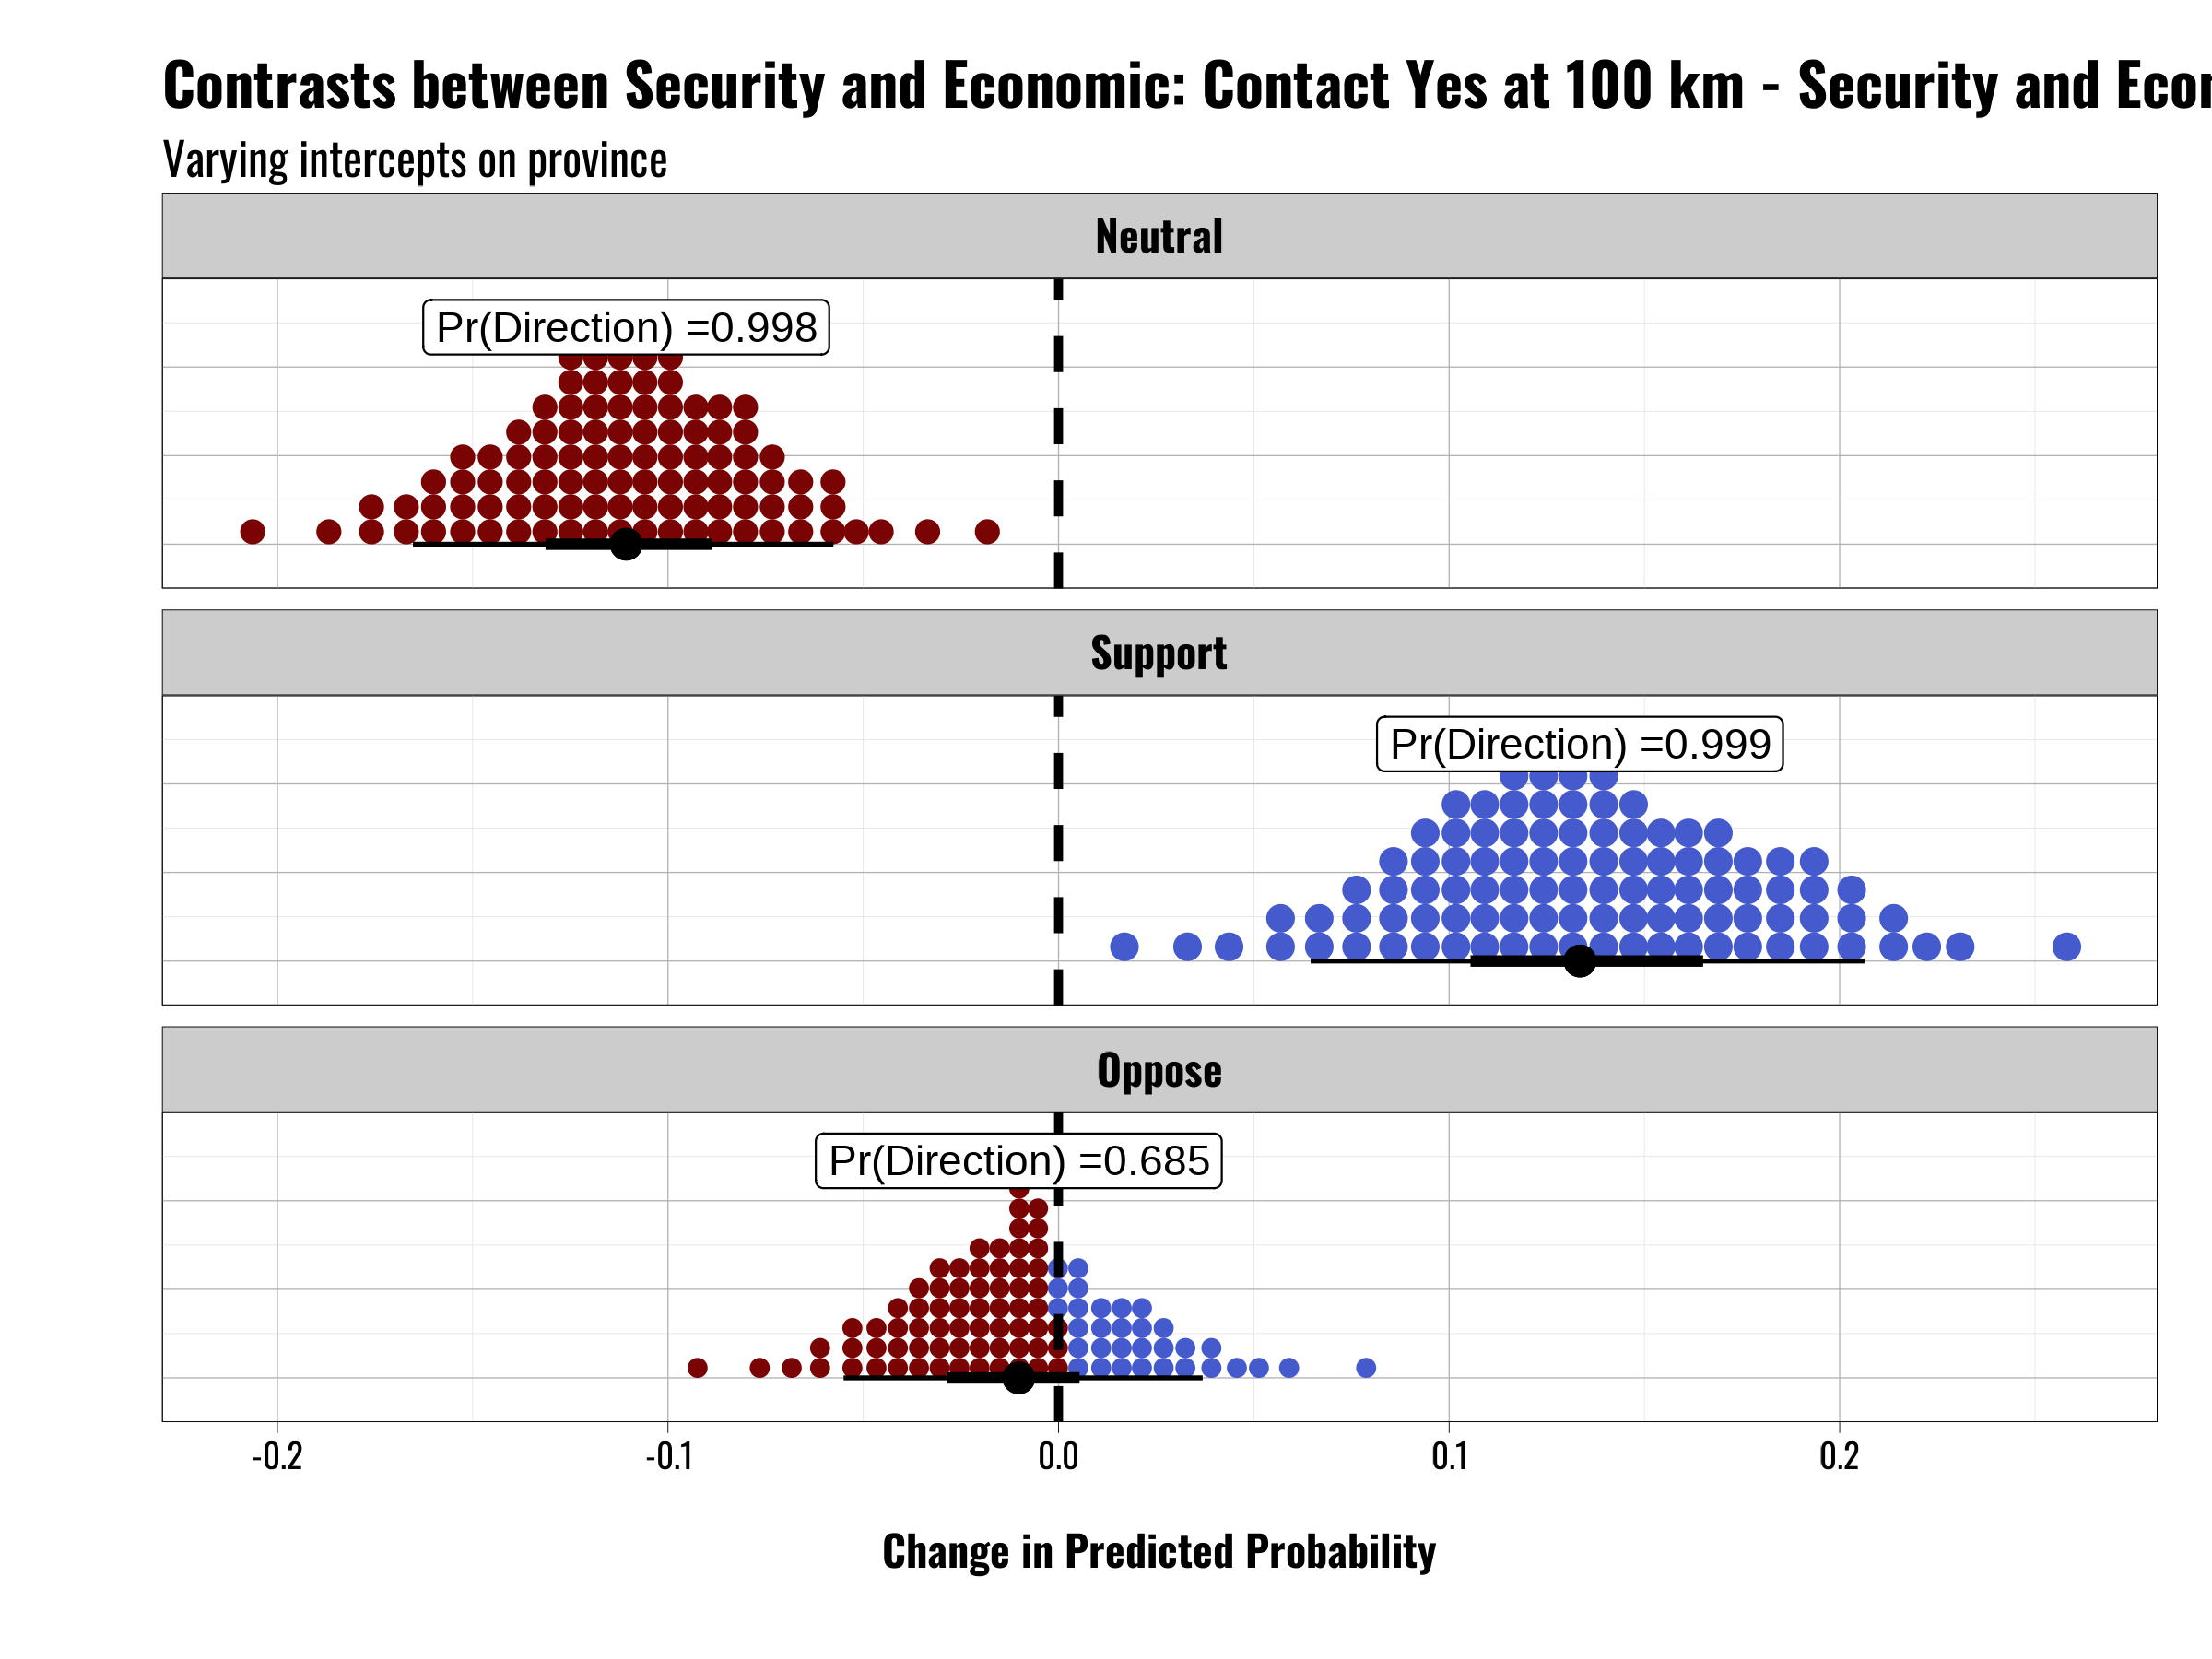 Contrasts between Security and Economic: Contact Yes at 100 km - Security and
Varying intercepts on province
Neutral
Pr(Direction) =0.998
Support
Pr(Direction) =0.999
Oppose
Pr(Direction) =0.685
-0.2 -0.1 0.0 0.1 0.2
Change in Predicted Probability